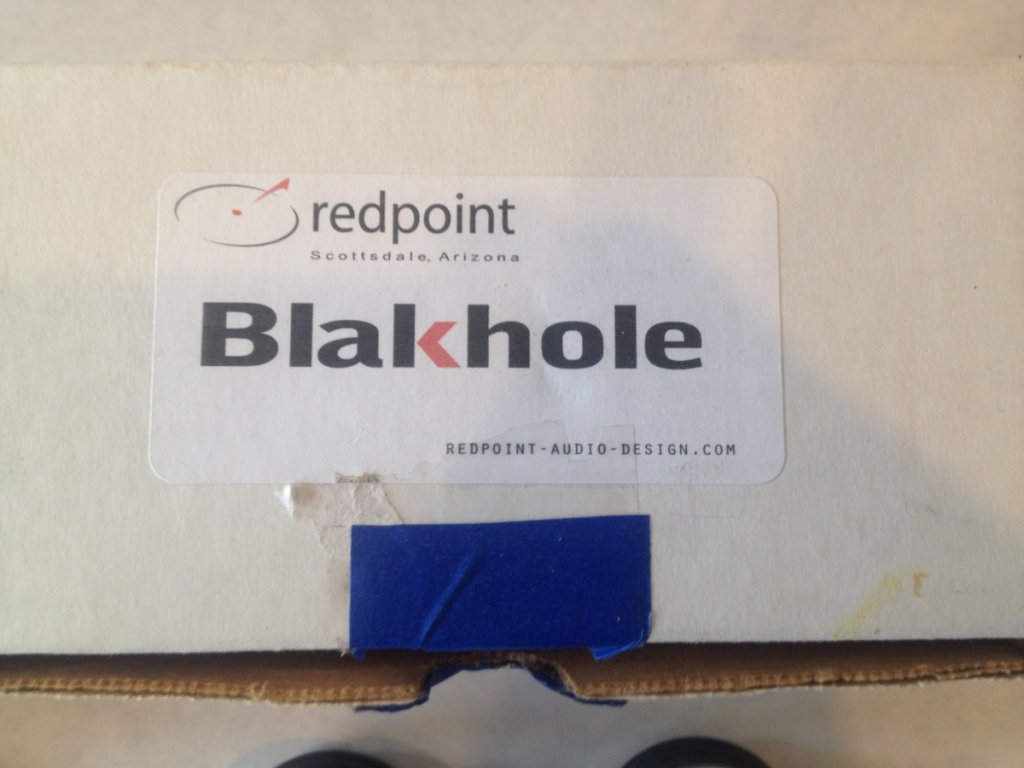 redpoint
Scottsdale, Arizona
Blakhole
REDPOINT-AUDIO-DESIGN.COM